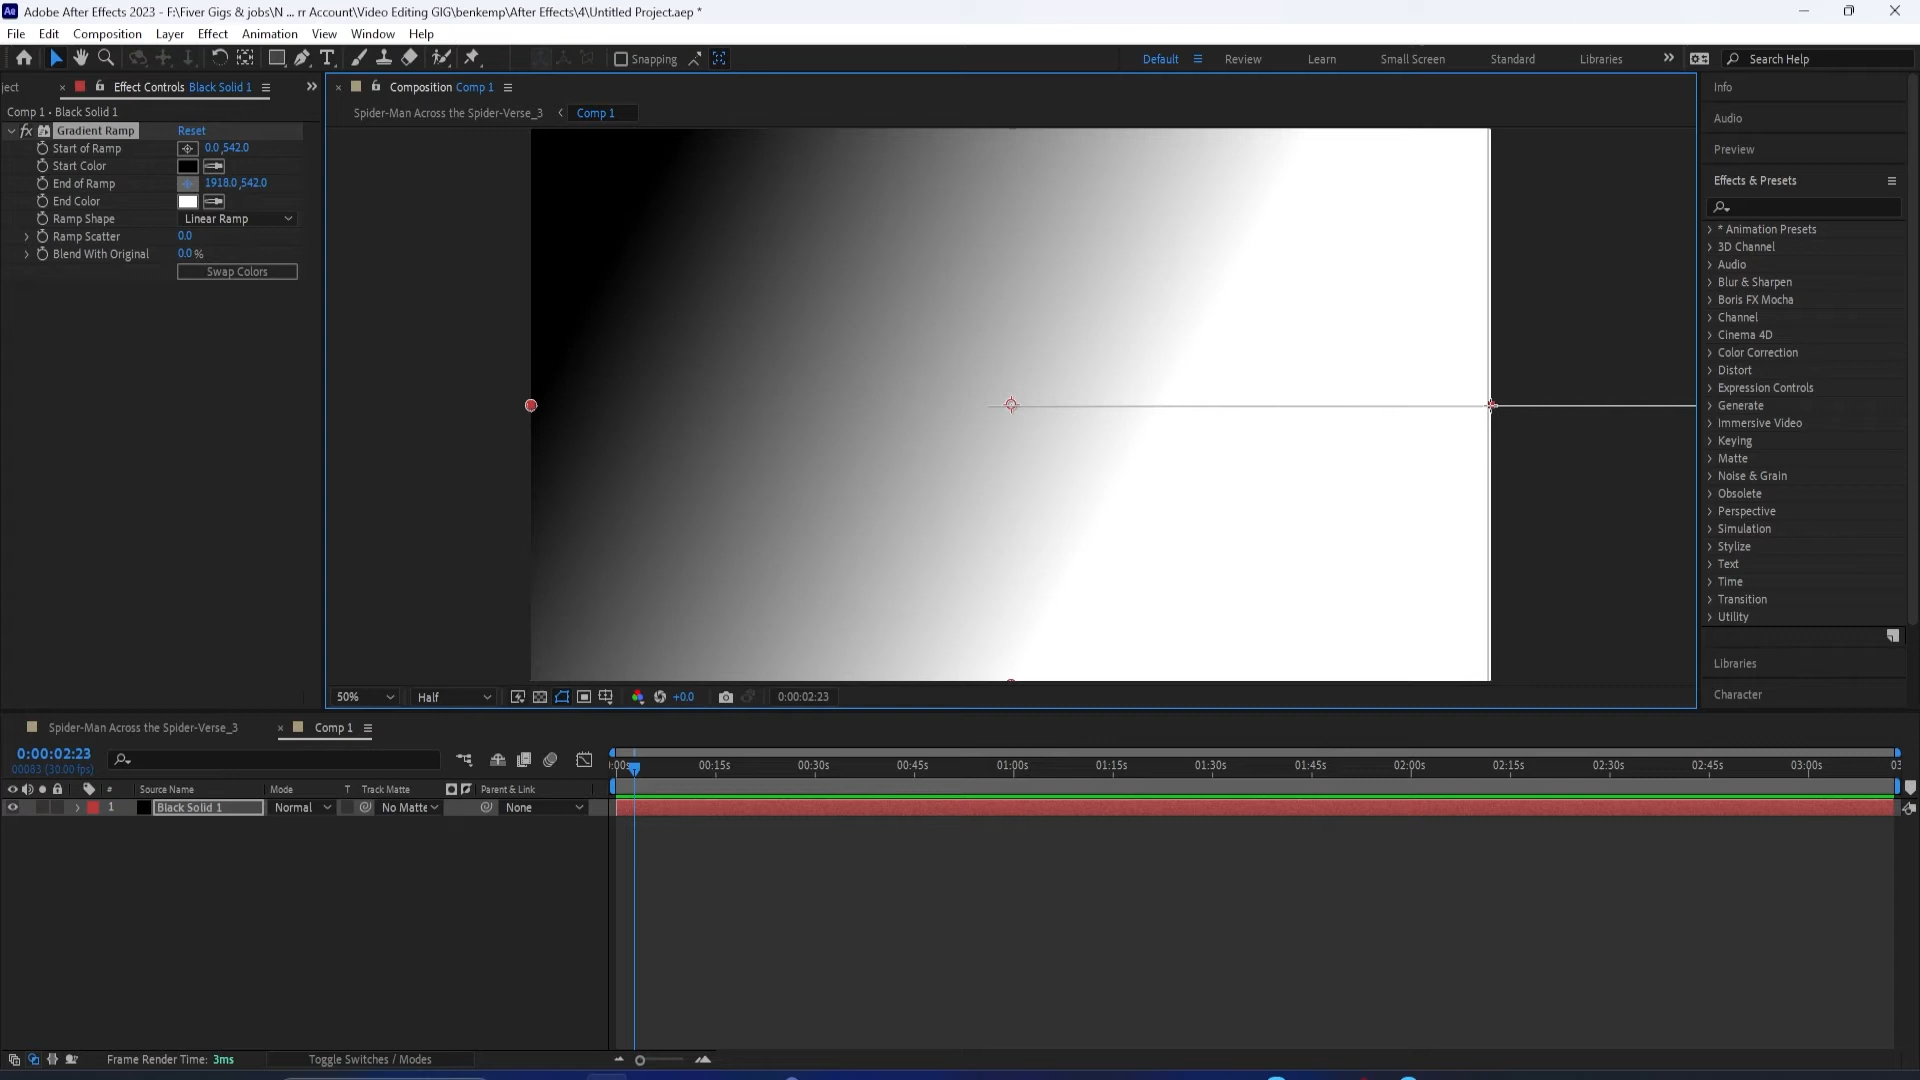 Ae Adobe After Effects 2023 - F:\Fiver Gigs & jobs\N ... rr Account\Video Editing GIG\benkemp\After Effects\4\Untitled Project.aep *
File Edit Composition Layer Effect Animation View Window Help
Snapping Default Review Learn Small Screen Standard Libraries Search Help
ject Effect Controls Black Solid 1
Comp 1 • Black Solid 1
fx Gradient Ramp Reset
Start of Ramp 0.0,542.0
Start Color
End of Ramp 1918.0,542.0
End Color
Ramp Shape Linear Ramp
Ramp Scatter 0.0
Blend With Original 0.0 %
Swap Colors
Composition Comp 1
Spider-Man Across the Spider-Verse_3 Comp 1
50% Half +0.0 0:00:02:23
Info
Audio
Preview
Effects & Presets
* Animation Presets
3D Channel
Audio
Blur & Sharpen
Boris FX Mocha
Channel
Cinema 4D
Color Correction
Distort
Expression Controls
Generate
Immersive Video
Keying
Matte
Noise & Grain
Obsolete
Perspective
Simulation
Stylize
Text
Time
Transition
Utility
Libraries
Character
Spider-Man Across the Spider-Verse_3 Comp 1
0:00:02:23
00083 (30.00 fps)
:00s 00:15s 00:30s 00:45s 01:00s 01:15s 01:30s 01:45s 02:00s 02:15s 02:30s 02:45s 03:00s 03
# Source Name Mode T Track Matte Parent & Link
1 Black Solid 1 Normal No Matte None
Frame Render Time: 3ms Toggle Switches / Modes